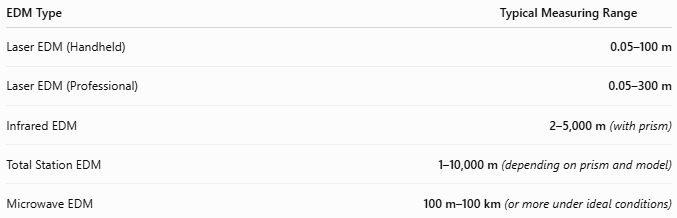 EDM Type Typical Measuring Range
Laser EDM (Handheld) 0.05–100 m
Laser EDM (Professional) 0.05–300 m
Infrared EDM 2–5,000 m (with prism)
Total Station EDM 1–10,000 m (depending on prism and model)
Microwave EDM 100 m–100 km (or more under ideal conditions)